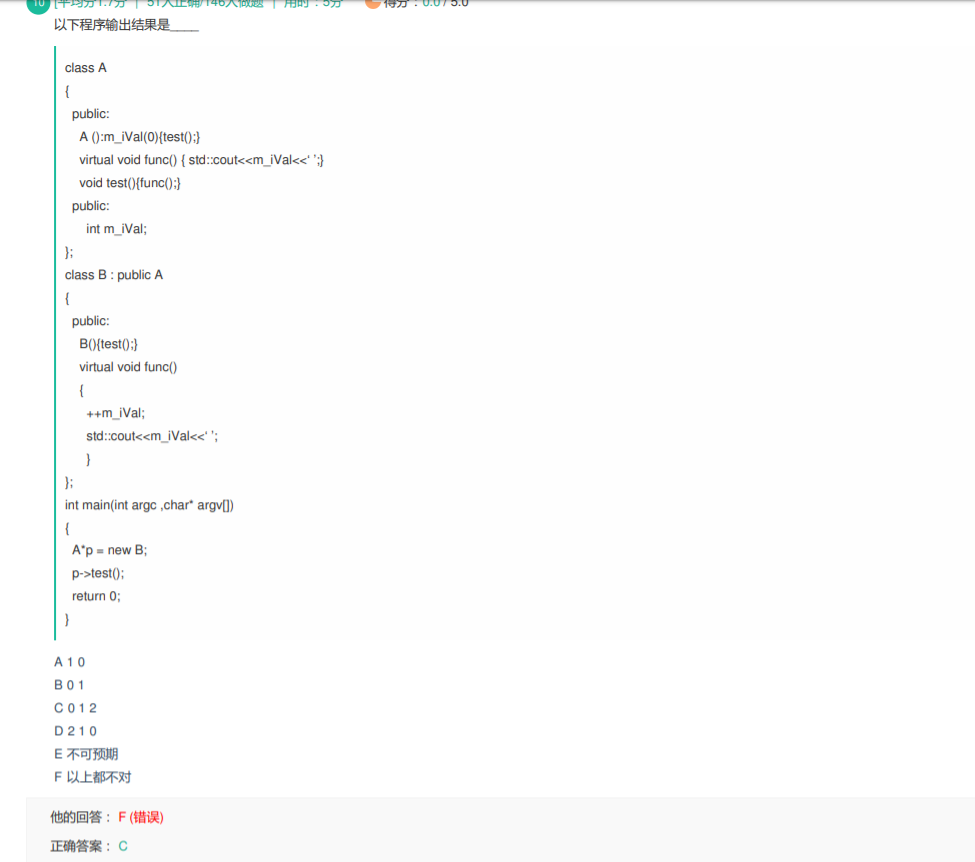 10 [平均分1.7分 | 51人正确/146人做题 | 用时：5分 得分：0.0 / 5.0
以下程序输出结果是____
class A
{
public:
A ():m_iVal(0){test();}
virtual void func() { std::cout<<m_iVal<<‘ ’;}
void test(){func();}
public:
int m_iVal;
};
class B : public A
{
public:
B(){test();}
virtual void func()
{
++m_iVal;
std::cout<<m_iVal<<‘ ’;
}
};
int main(int argc ,char* argv[])
{
A*p = new B;
p->test();
return 0;
}
A 1 0
B 0 1
C 0 1 2
D 2 1 0
E 不可预期
F 以上都不对
他的回答： F (错误)
正确答案： C